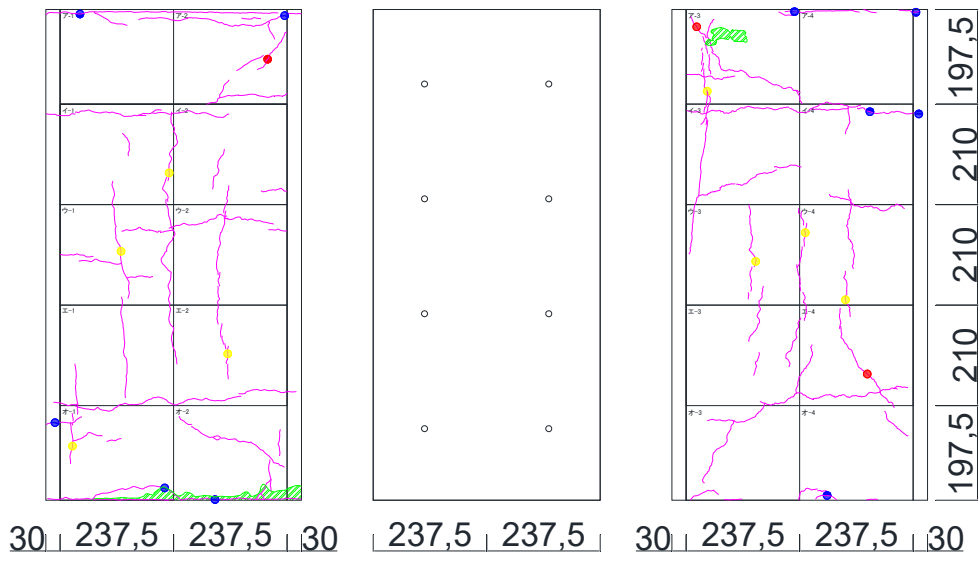 ア-1 ア-2
イ-1 イ-2
ウ-1 ウ-2
エ-1 エ-2
オ-1 オ-2
30 237,5 237,5 30
237,5 237,5
ア-3 ア-4
イ-3 イ-4
ウ-3 ウ-4
エ-3 エ-4
オ-3 オ-4
30 237,5 237,5 30
197,5
210
210
210
197,5